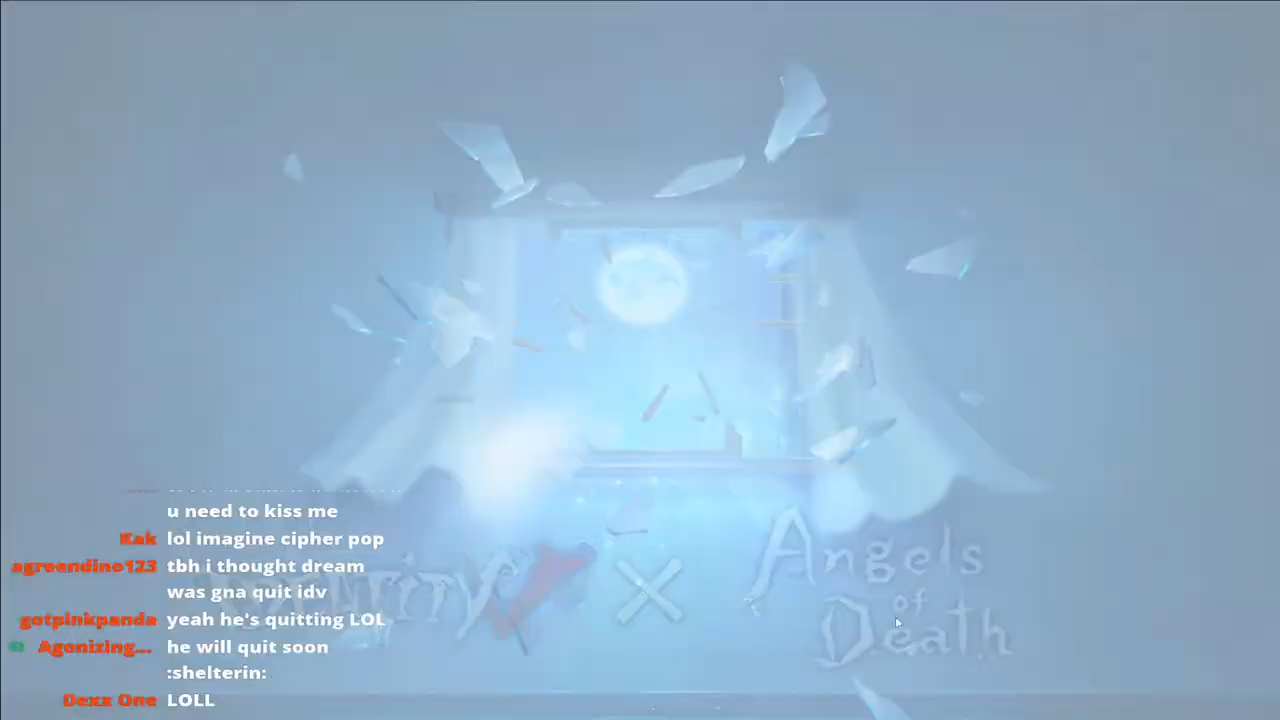 u need to kiss me
Kak lol imagine cipher pop
agreendino123 tbh i thought dream
was gna quit idv
gotpinkpanda yeah he's quitting LOL
Agonizing... he will quit soon
:shelterin:
Dexx One LOLL
Identity V X Angels
of
Death